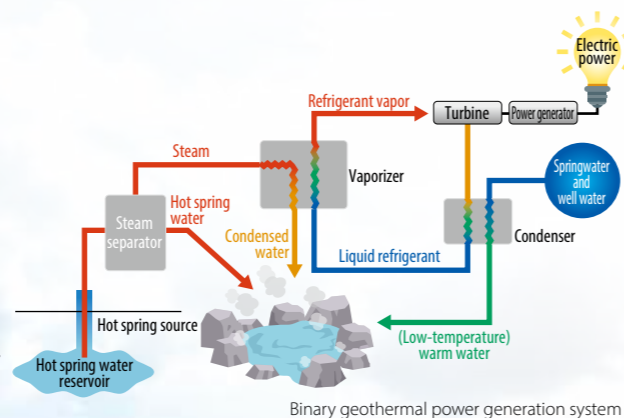 Electric
power
Refrigerant vapor
Turbine
Power generator
Steam
Vaporizer
Springwater
and
well water
Hot spring
water
Steam
separator
Condensed
water
Liquid refrigerant
Condenser
Hot spring source
(Low-temperature)
warm water
Hot spring water
reservoir
Binary geothermal power generation system